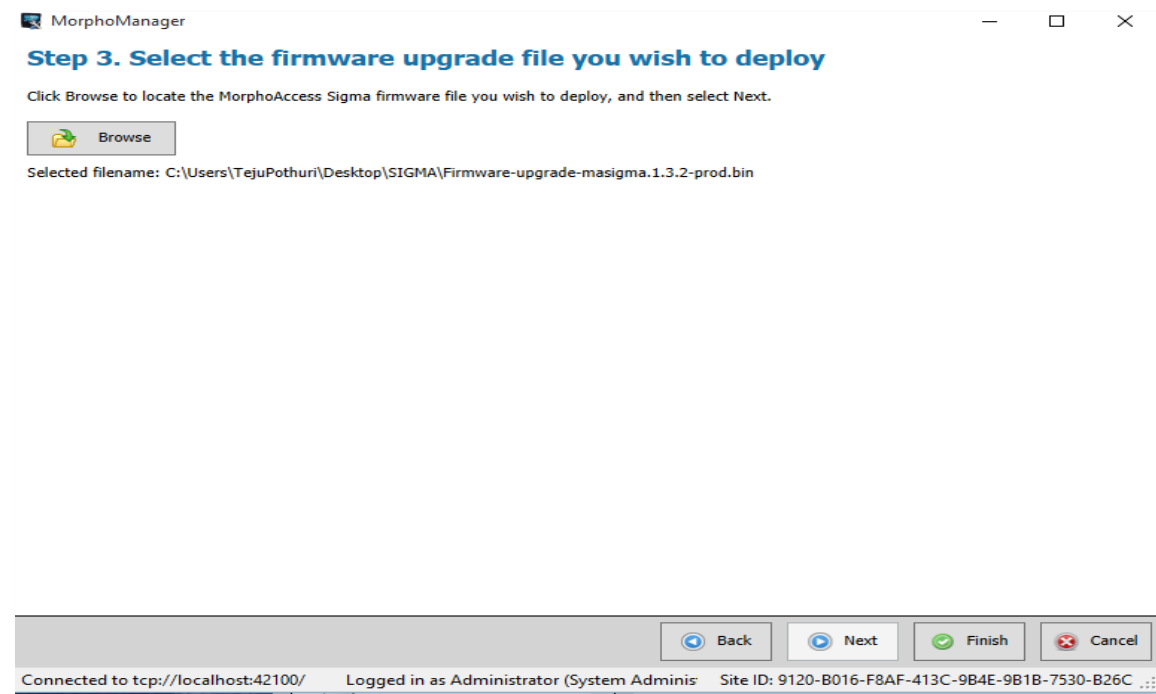 MorphoManager
Step 3. Select the firmware upgrade file you wish to deploy
Click Browse to locate the MorphoAccess Sigma firmware file you wish to deploy, and then select Next.
Browse
Selected filename: C:\Users\TejuPothuri\Desktop\SIGMA\Firmware-upgrade-masigma.1.3.2-prod.bin
Back Next Finish Cancel
Connected to tcp://localhost:42100/ Logged in as Administrator (System Adminis Site ID: 9120-B016-F8AF-413C-9B4E-9B1B-7530-B26C